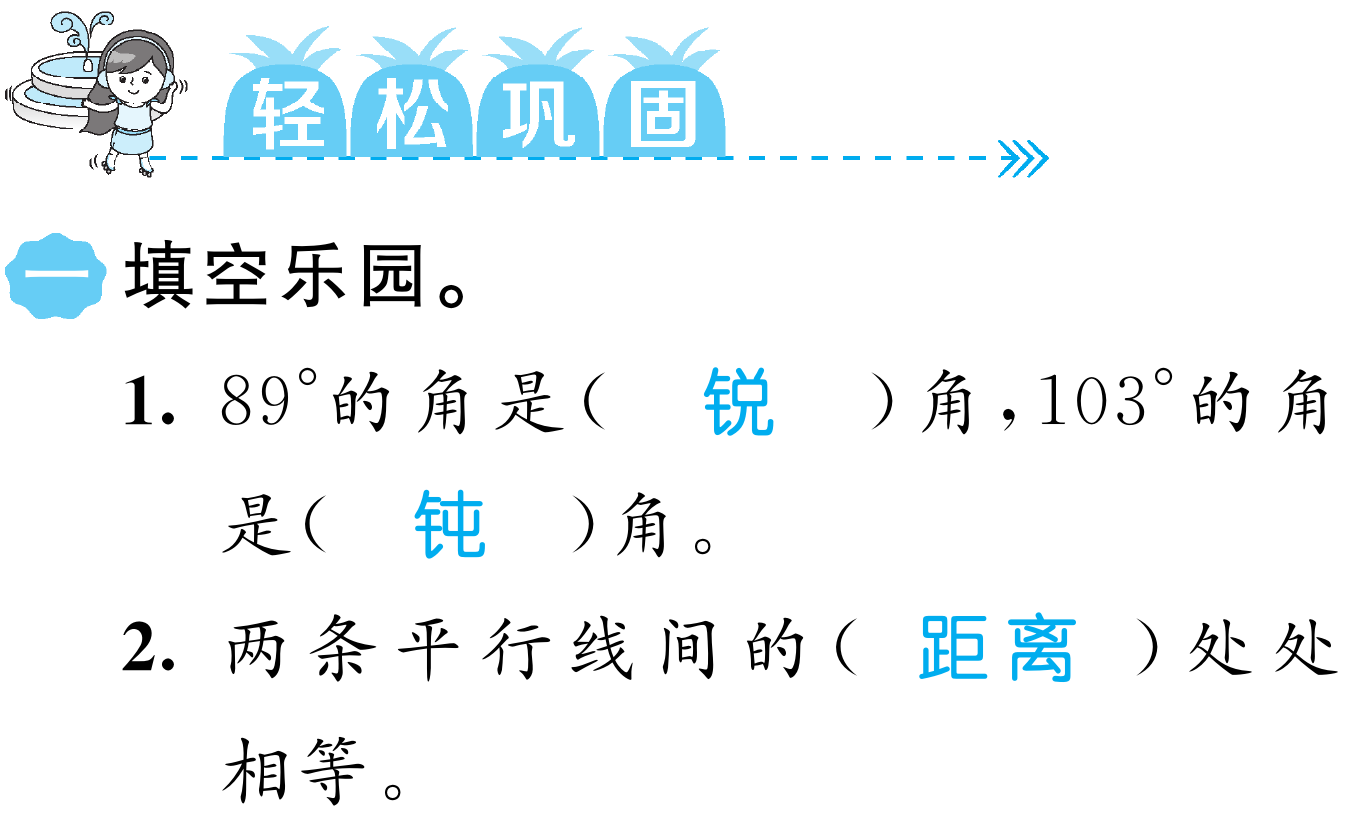 轻松巩固
一 填空乐园。
1. 89°的角是( 锐 )角,103°的角
是( 钝 )角。
2. 两条平行线间的( 距离 )处处
相等。